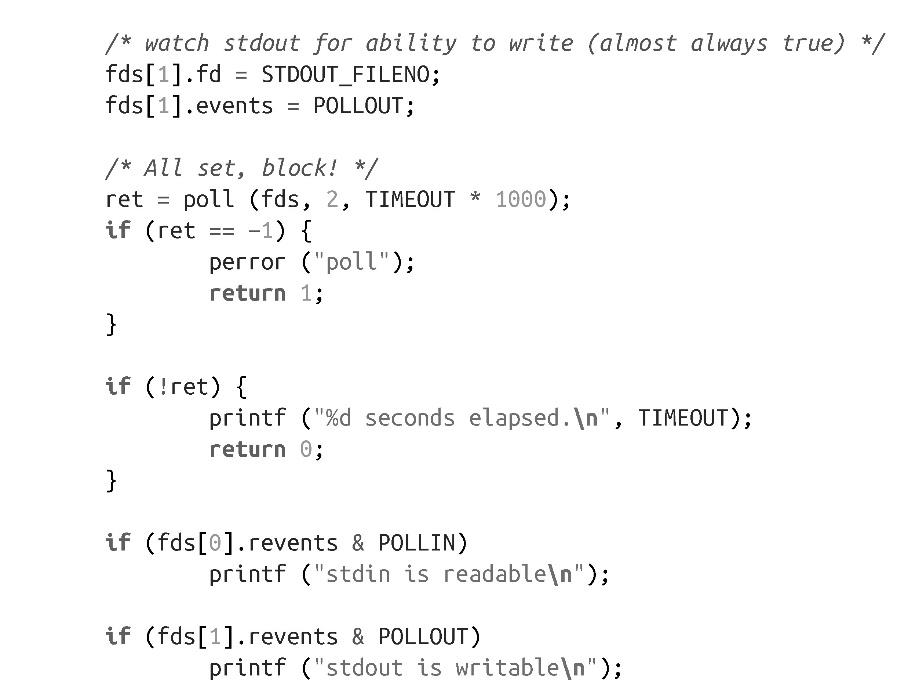 /* watch stdout for ability to write (almost always true) */
fds[1].fd = STDOUT_FILENO;
fds[1].events = POLLOUT;

/* All set, block! */
ret = poll (fds, 2, TIMEOUT * 1000);
if (ret == -1) {
        perror ("poll");
        return 1;
}

if (!ret) {
        printf ("%d seconds elapsed.\n", TIMEOUT);
        return 0;
}

if (fds[0].revents & POLLIN)
        printf ("stdin is readable\n");

if (fds[1].revents & POLLOUT)
        printf ("stdout is writable\n");